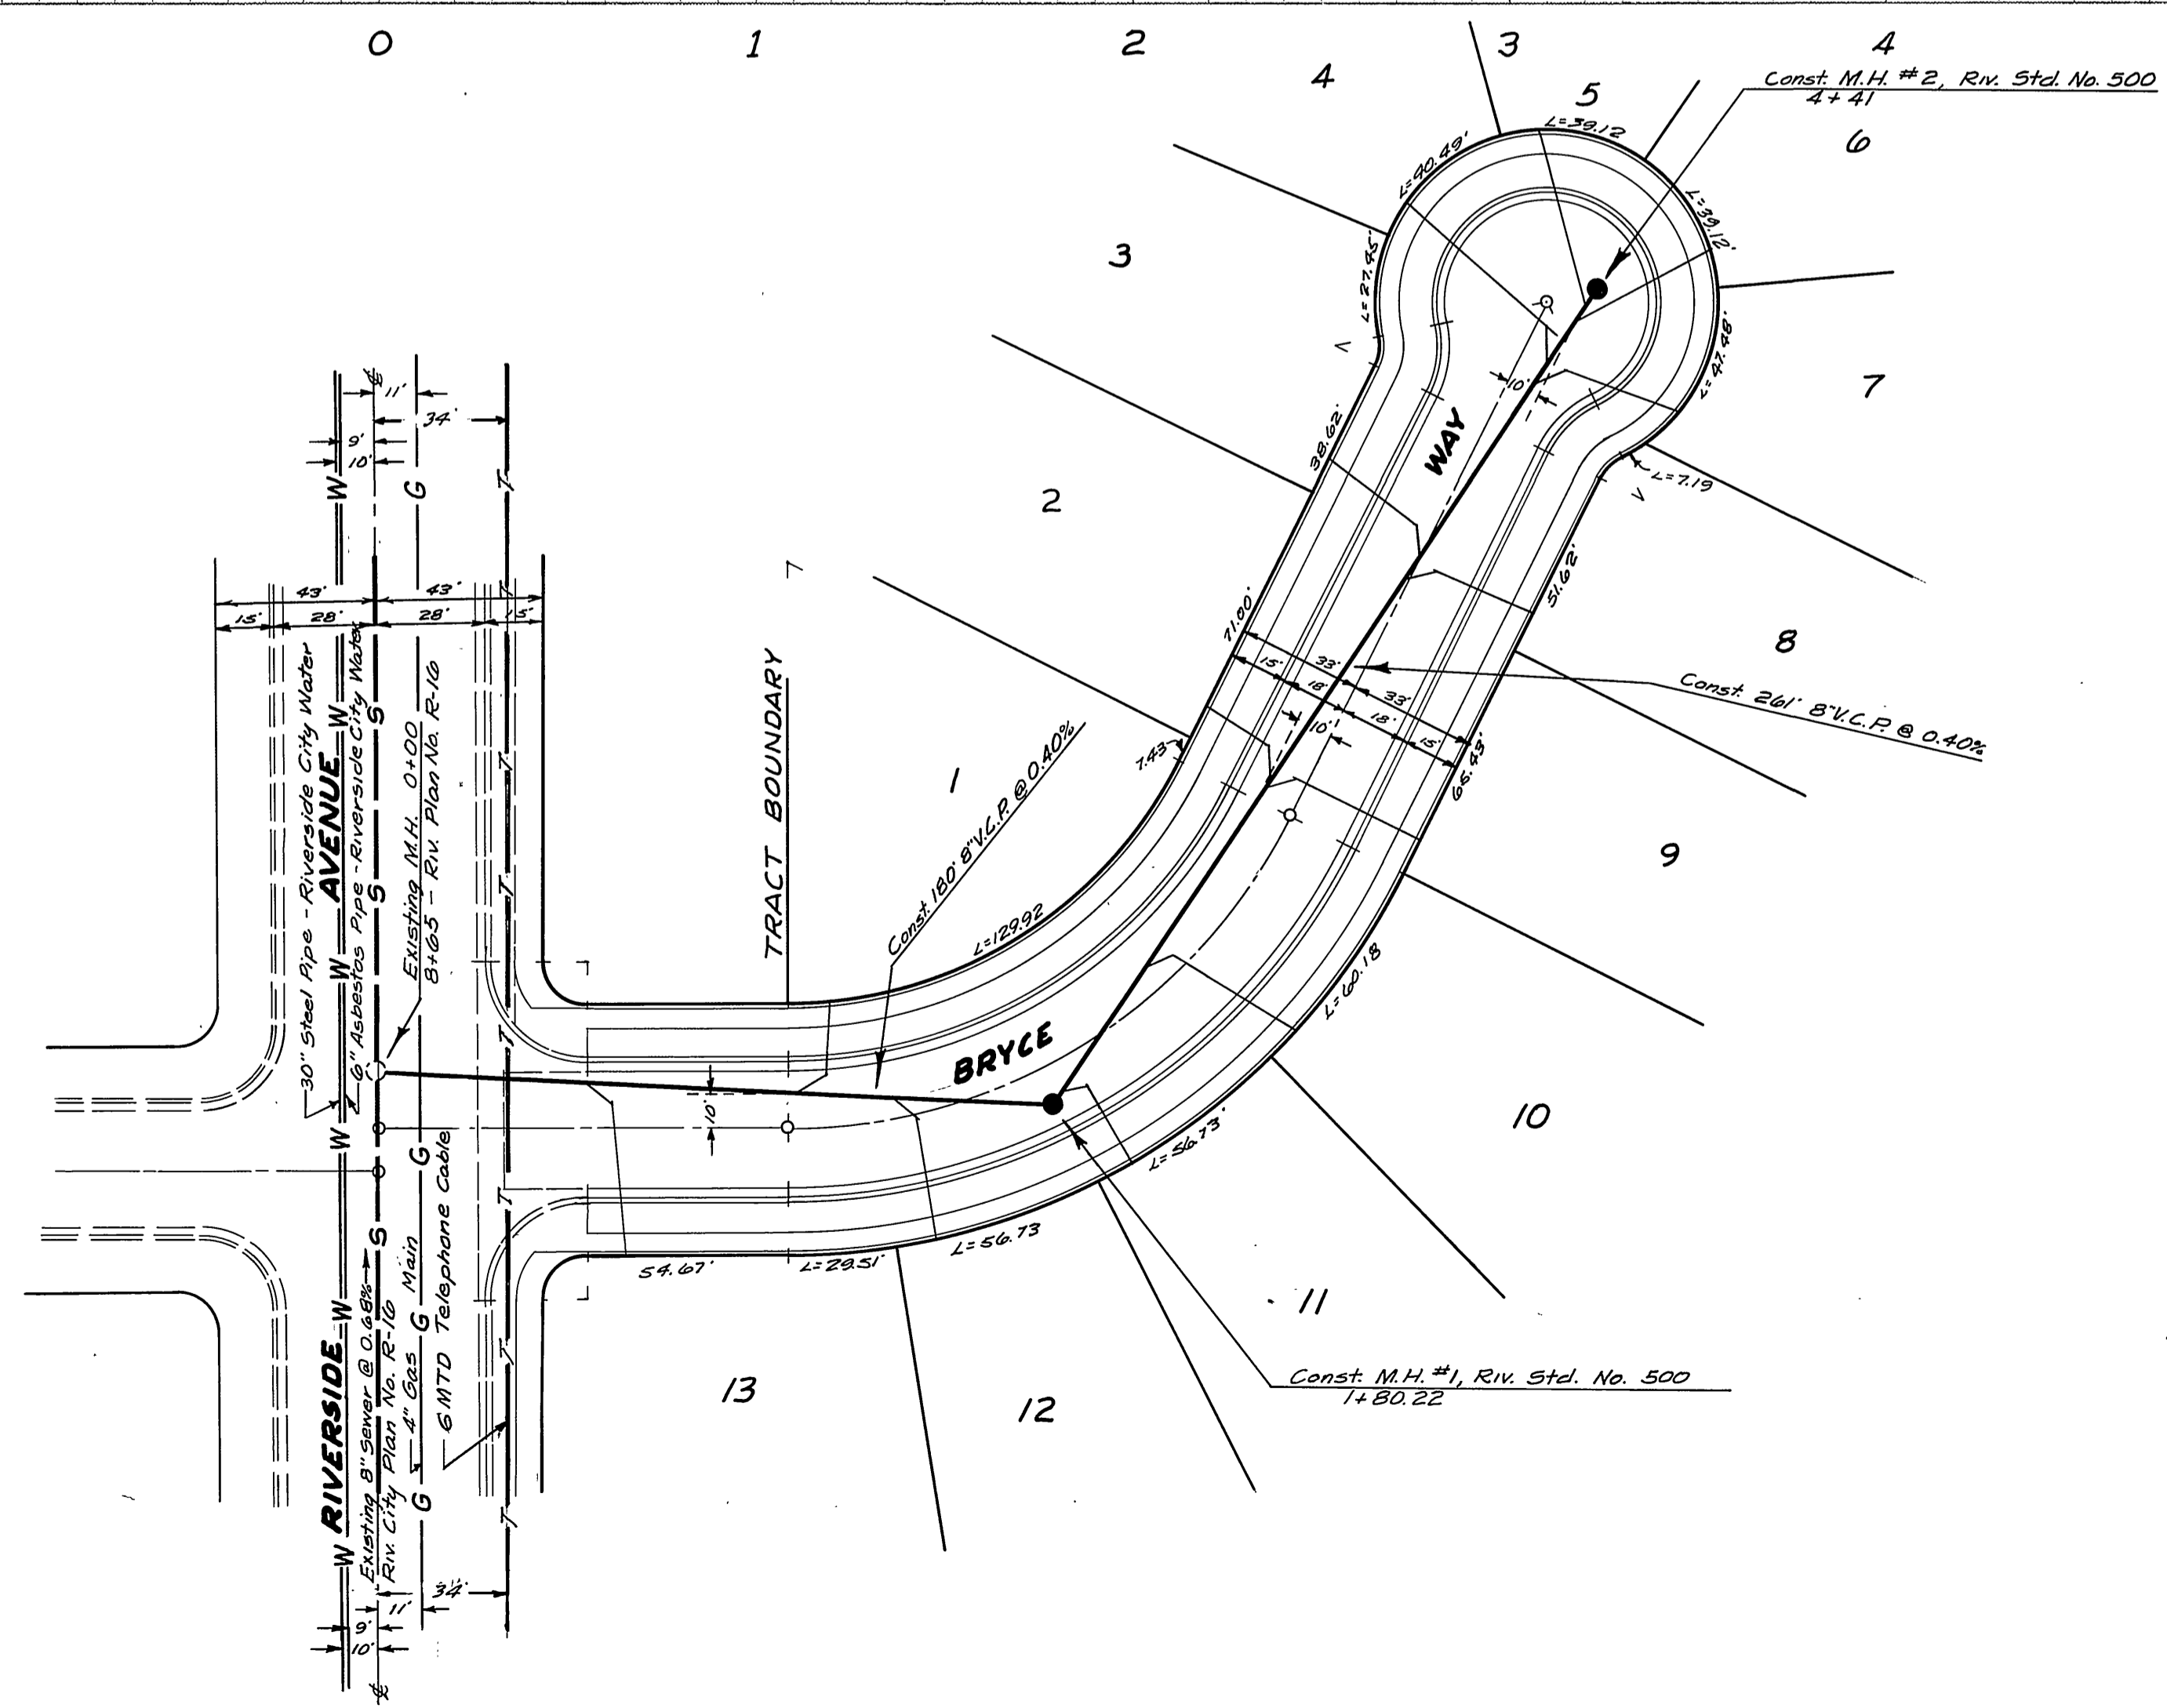 0 1 2 3 4
Const. M.H. #2, Riv. Std. No. 500
4 + 41
4
5
6
L=39.12
L=40.49'
L=39.12'
L=27.45'
L=47.48'
L=7.19
3
7
2
8
1
9
10
11
12
13
11'
34'
9'
10'
W
G
T
43' 43'
15' 28' 28' 15'
30" Steel Pipe - Riverside City Water
RIVERSIDE AVENUE
6" Asbestos Pipe - Riverside City Water
Existing M.H. 0+00
8+65 - Riv. Plan No. R-16
TRACT BOUNDARY
Const. 180' 8" V.C.P. @ 0.40%
WAY
10'
38.62'
71.00'
7.43'
51.62'
33'
15'
18'
33'
18'
15'
10'
65.43'
Const. 261' 8" V.C.P. @ 0.40%
L=129.92
BRYCE
10'
L=60.18
L=56.73'
L=56.73
L=29.51'
54.67'
Const. M.H. #1, Riv. Std. No. 500
1+80.22
Existing 8" Sewer @ 0.68%
Riv. City Plan No. R-16
4" Gas Main
6 MTD Telephone Cable
S
W
G
T
34'
11'
9'
10'